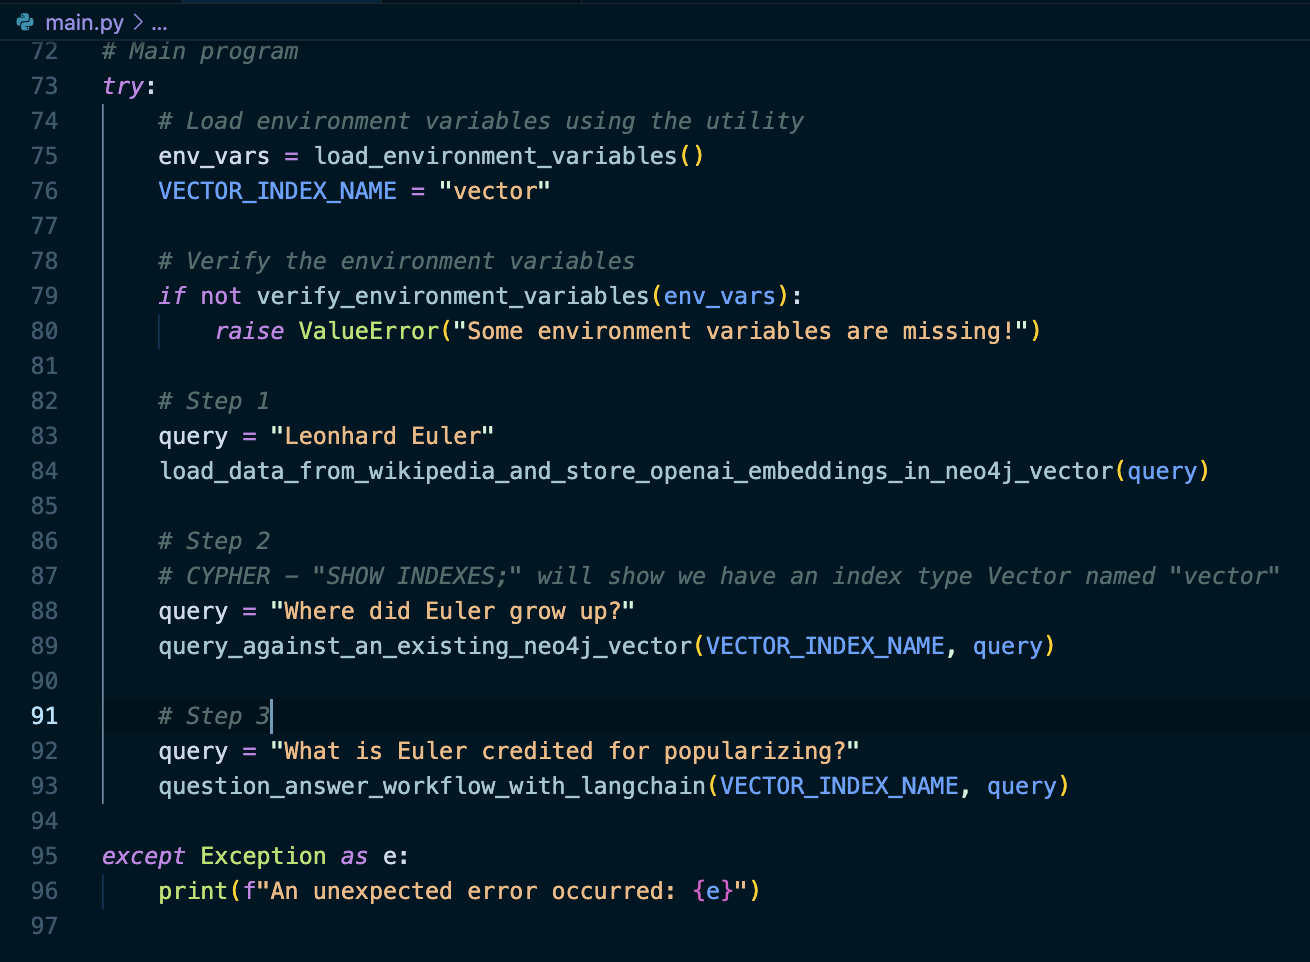 main.py > ...
72 # Main program
73 try:
74 # Load environment variables using the utility
75 env_vars = load_environment_variables()
76 VECTOR_INDEX_NAME = "vector"
77
78 # Verify the environment variables
79 if not verify_environment_variables(env_vars):
80 raise ValueError("Some environment variables are missing!")
81
82 # Step 1
83 query = "Leonhard Euler"
84 load_data_from_wikipedia_and_store_openai_embeddings_in_neo4j_vector(query)
85
86 # Step 2
87 # CYPHER – "SHOW INDEXES;" will show we have an index type Vector named "vector"
88 query = "Where did Euler grow up?"
89 query_against_an_existing_neo4j_vector(VECTOR_INDEX_NAME, query)
90
91 # Step 3
92 query = "What is Euler credited for popularizing?"
93 question_answer_workflow_with_langchain(VECTOR_INDEX_NAME, query)
94
95 except Exception as e:
96 print(f"An unexpected error occurred: {e}")
97